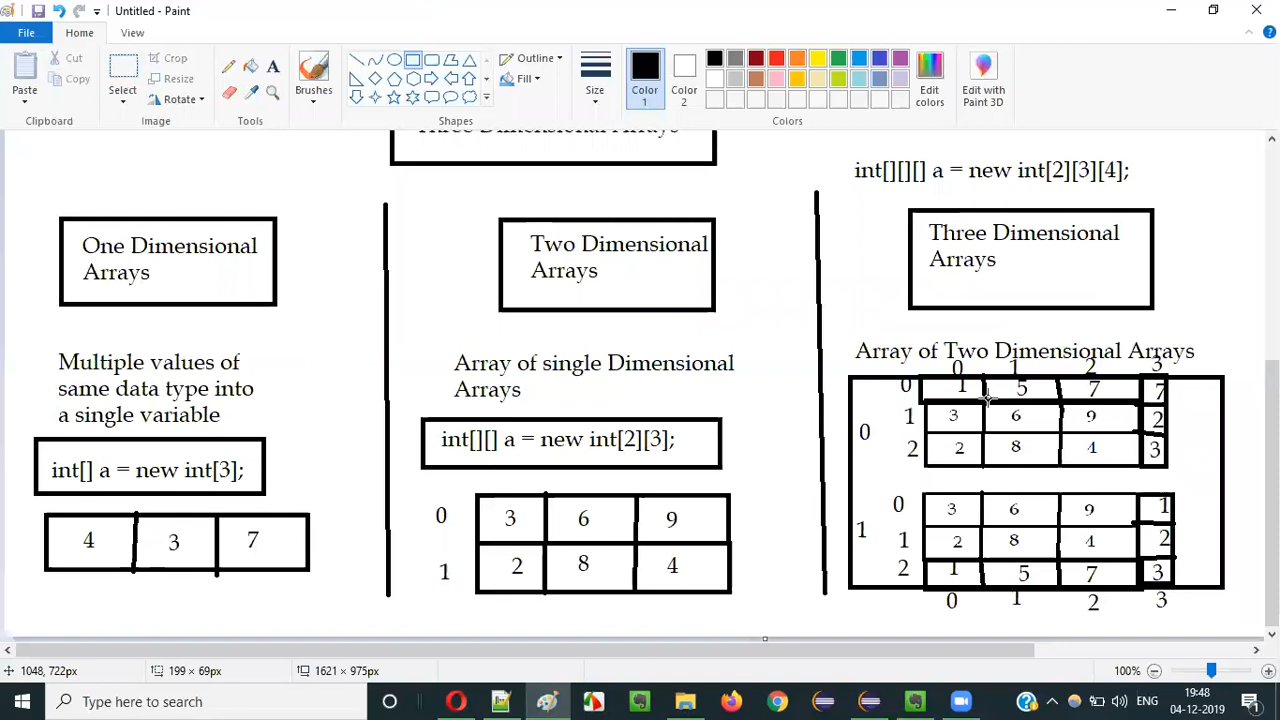 Untitled - Paint
File
Home
View
Paste
Cut
Copy
Clipboard
Select
Crop
Resize
Rotate
Image
Tools
Brushes
Shapes
Outline
Fill
Size
Color 1
Color 2
Edit colors
Edit with Paint 3D
Colors
Three Dimensional Arrays
int[][][] a = new int[2][3][4];
One Dimensional
Arrays
Two Dimensional
Arrays
Three Dimensional
Arrays
Multiple values of
same data type into
a single variable
int[] a = new int[3];
4 3 7
Array of single Dimensional
Arrays
int[][] a = new int[2][3];
0 3 6 9
1 2 8 4
Array of Two Dimensional Arrays
0 1 2 3
0 1 5 7 7
1 3 6 9 2
0
2 2 8 4 3
0 3 6 9 1
1
1 2 8 4 2
2 1 5 7 3
0 1 2 3
1048, 722px
199 × 69px
1621 × 975px
100%
Type here to search
ENG
19:48
04-12-2019
1